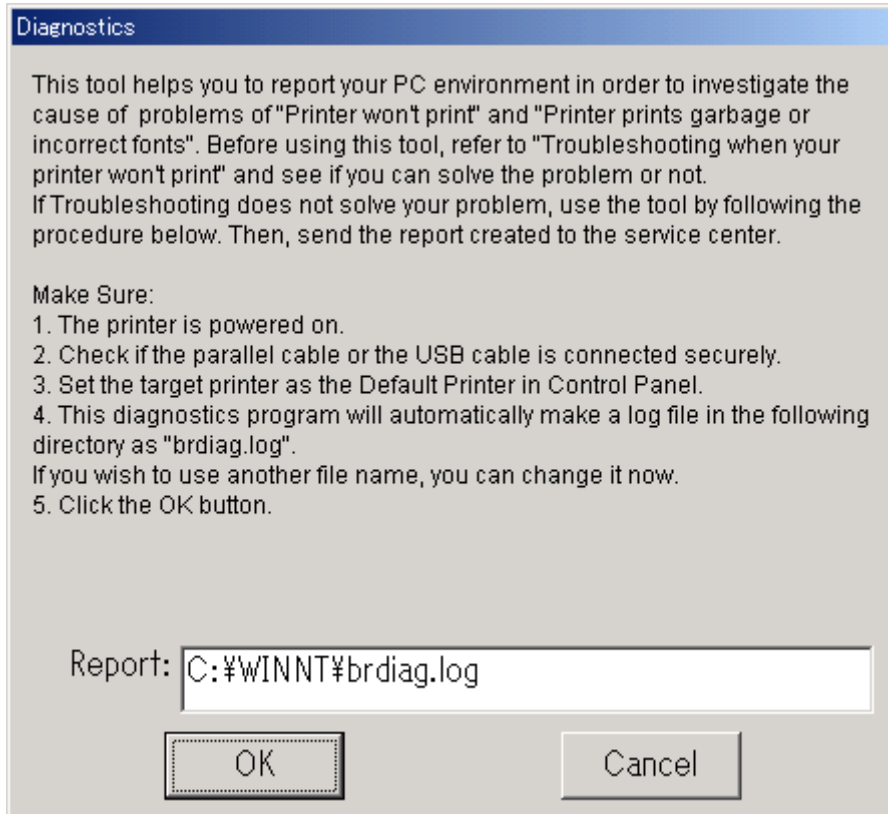 Diagnostics
This tool helps you to report your PC environment in order to investigate the
cause of  problems of "Printer won't print" and "Printer prints garbage or
incorrect fonts". Before using this tool, refer to "Troubleshooting when your
printer won't print" and see if you can solve the problem or not.
If Troubleshooting does not solve your problem, use the tool by following the
procedure below. Then, send the report created to the service center.
Make Sure:
1. The printer is powered on.
2. Check if the parallel cable or the USB cable is connected securely.
3. Set the target printer as the Default Printer in Control Panel.
4. This diagnostics program will automatically make a log file in the following
directory as "brdiag.log".
If you wish to use another file name, you can change it now.
5. Click the OK button.
Report: C:¥WINNT¥brdiag.log
OK Cancel